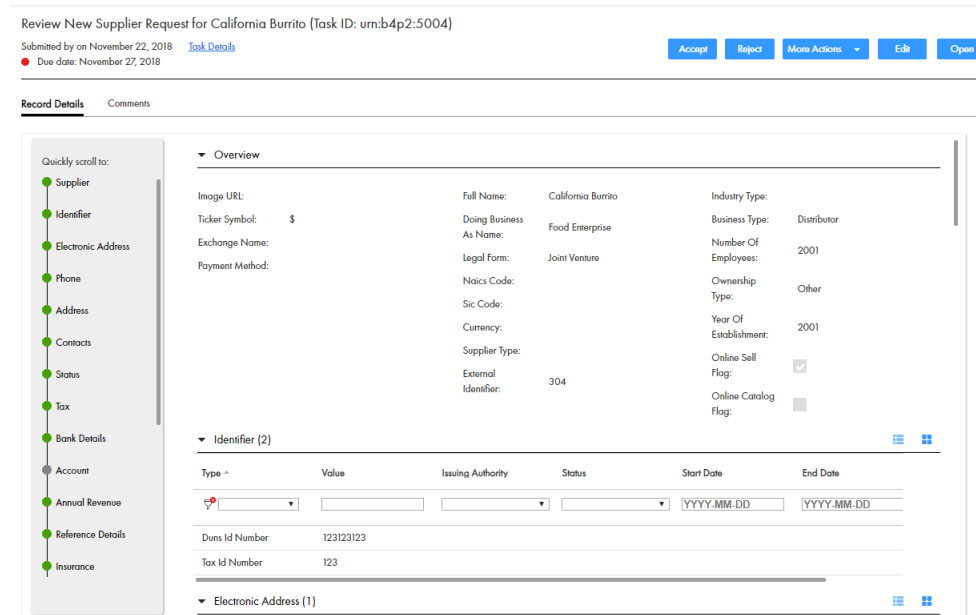 Review New Supplier Request for California Burrito (Task ID: urn:b4p2:5004)
Submitted by on November 22, 2018 Task Details
Due date: November 27, 2018
Accept Reject More Actions Edit Open
Record Details Comments
Quickly scroll to:
Supplier
Identifier
Electronic Address
Phone
Address
Contacts
Status
Tax
Bank Details
Account
Annual Revenue
Reference Details
Insurance
Overview
Image URL:
Ticker Symbol: $
Exchange Name:
Payment Method:
Full Name: California Burrito
Doing Business
As Name: Food Enterprise
Legal Form: Joint Venture
Naics Code:
Sic Code:
Currency:
Supplier Type:
External
Identifier: 304
Industry Type:
Business Type: Distributor
Number Of
Employees: 2001
Ownership
Type: Other
Year Of
Establishment: 2001
Online Sell
Flag:
Online Catalog
Flag:
Identifier (2)
Type Value Issuing Authority Status Start Date End Date
YYYY-MM-DD YYYY-MM-DD
Duns Id Number 123123123
Tax Id Number 123
Electronic Address (1)